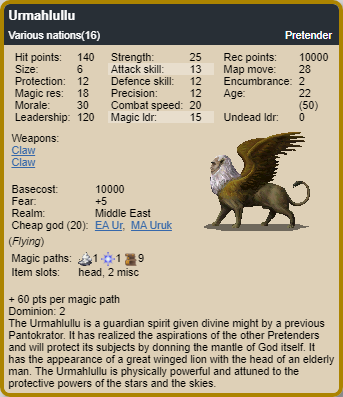 Urmahlullu
Various nations(16) Pretender
Hit points: 140 Strength: 25 Rec points: 10000
Size: 6 Attack skill: 13 Map move: 28
Protection: 12 Defence skill: 12 Encumbrance: 2
Magic res: 18 Precision: 12 Age: 22
Morale: 30 Combat speed: 20 (50)
Leadership: 120 Magic ldr: 15 Undead ldr: 0
Weapons:
Claw
Claw
Basecost: 10000
Fear: +5
Realm: Middle East
Cheap god (20): EA Ur, MA Uruk
(Flying)
Magic paths: 1 1 9
Item slots: head, 2 misc
+ 60 pts per magic path
Dominion: 2
The Urmahlullu is a guardian spirit given divine might by a previous
Pantokrator. It has realized the aspirations of the other Pretenders
and will protect its subjects by donning the mantle of God itself. It
has the appearance of a great winged lion with the head of an elderly
man. The Urmahlullu is physically powerful and attuned to the
protective powers of the stars and the skies.